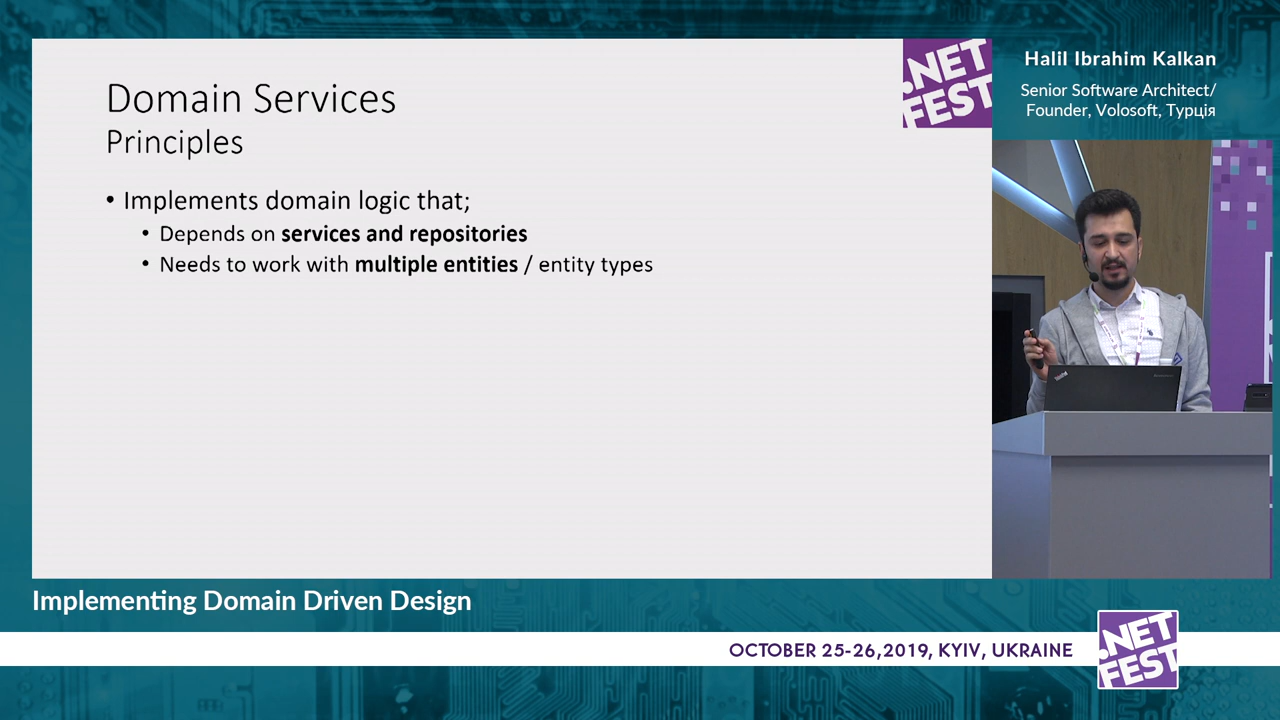 Domain Services
Principles
• Implements domain logic that;
• Depends on services and repositories
• Needs to work with multiple entities / entity types
.NET
FEST
Halil Ibrahim Kalkan
Senior Software Architect/
Founder, Volosoft, Турція
Implementing Domain Driven Design
OCTOBER 25-26,2019, KYIV, UKRAINE
.NET
FEST